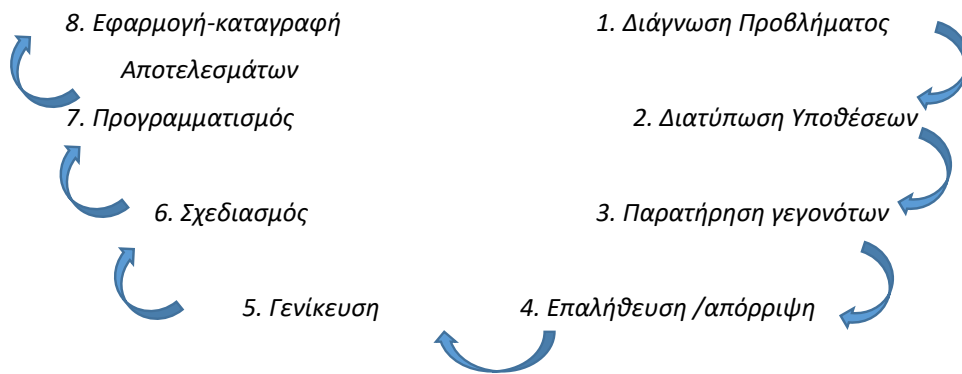 1. Διάγνωση Προβλήματος
2. Διατύπωση Υποθέσεων
3. Παρατήρηση γεγονότων
4. Επαλήθευση /απόρριψη
5. Γενίκευση
6. Σχεδιασμός
7. Προγραμματισμός
8. Εφαρμογή-καταγραφή
Αποτελεσμάτων